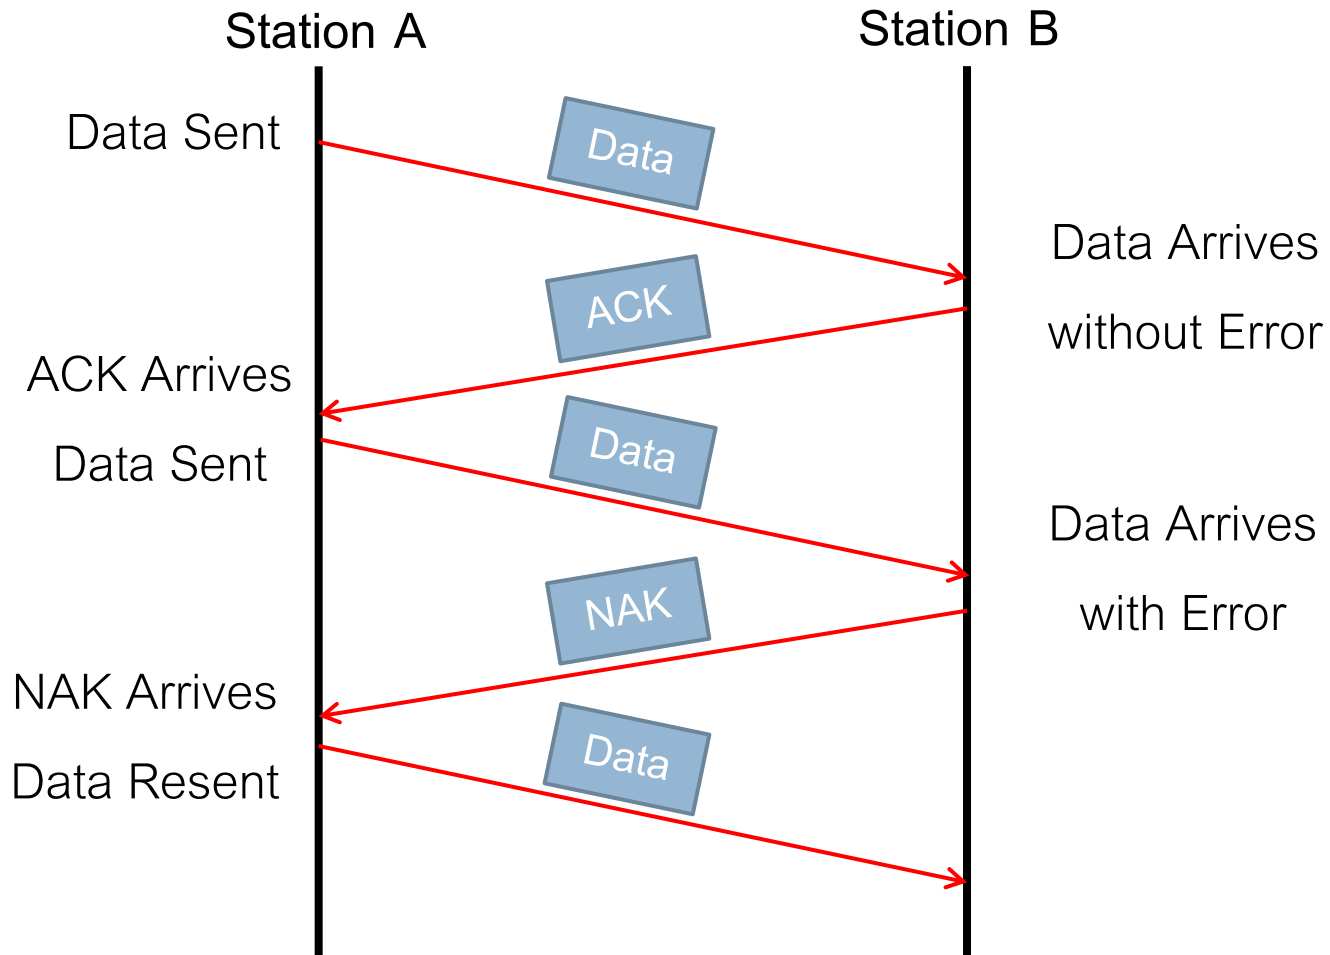 Station A
Station B
Data Sent
Data
Data Arrives
without Error
ACK
ACK Arrives
Data Sent
Data
Data Arrives
with Error
NAK
NAK Arrives
Data Resent
Data